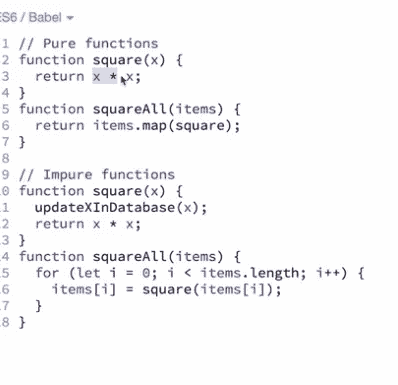 ES6 / Babel
1 // Pure functions
2 function square(x) {
3   return x * x;
4 }
5 function squareAll(items) {
6   return items.map(square);
7 }
8
9 // Impure functions
0 function square(x) {
1   updateXInDatabase(x);
2   return x * x;
3 }
4 function squareAll(items) {
5   for (let i = 0; i < items.length; i++) {
6     items[i] = square(items[i]);
7   }
8 }